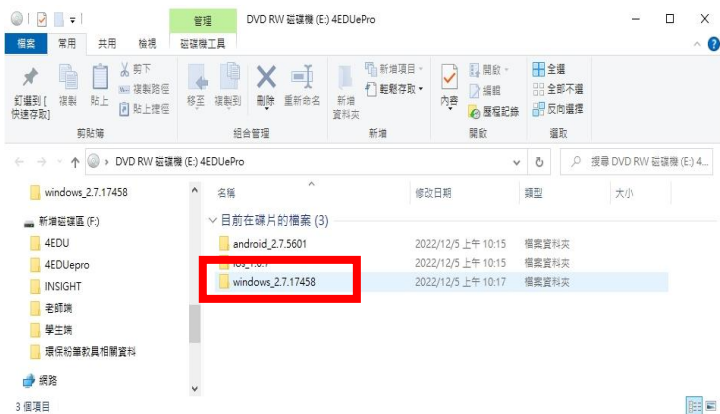 管理 DVD RW 磁碟機 (E:) 4EDUePro
檔案 常用 共用 檢視 磁碟機工具
釘選到 [快速存取]
複製
貼上
剪下
複製路徑
貼上捷徑
剪貼簿
移至
複製到
刪除
重新命名
組合管理
新增
資料夾
新增項目
輕鬆存取
新增
內容
開啟
編輯
歷程記錄
開啟
全選
全部不選
反向選擇
選取
DVD RW 磁碟機 (E:) 4EDUePro
搜尋 DVD RW 磁碟機 (E:) 4...
windows_2.7.17458
新增磁碟區 (F:)
4EDU
4EDUepro
INSIGHT
老師端
學生端
環保粉筆教具相關資料
網路
名稱 修改日期 類型 大小
目前在碟片的檔案 (3)
android_2.7.5601 2022/12/5 上午 10:15 檔案資料夾
2022/12/5 上午 10:15 檔案資料夾
windows_2.7.17458 2022/12/5 上午 10:17 檔案資料夾
3 個項目